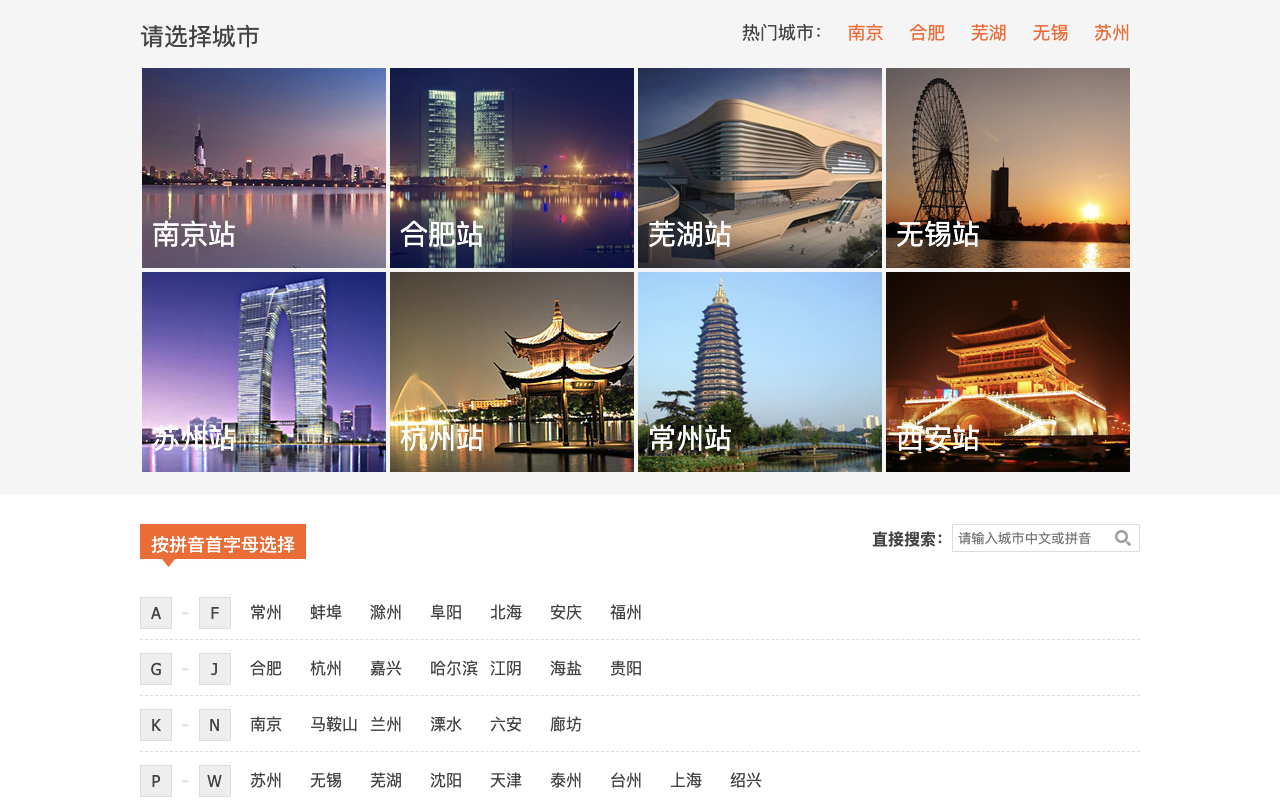 请选择城市
热门城市： 南京 合肥 芜湖 无锡 苏州
南京站 合肥站 芜湖站 无锡站
苏州站 杭州站 常州站 西安站
按拼音首字母选择
直接搜索： 请输入城市中文或拼音
A - F 常州 蚌埠 滁州 阜阳 北海 安庆 福州
G - J 合肥 杭州 嘉兴 哈尔滨 江阴 海盐 贵阳
K - N 南京 马鞍山 兰州 溧水 六安 廊坊
P - W 苏州 无锡 芜湖 沈阳 天津 泰州 台州 上海 绍兴